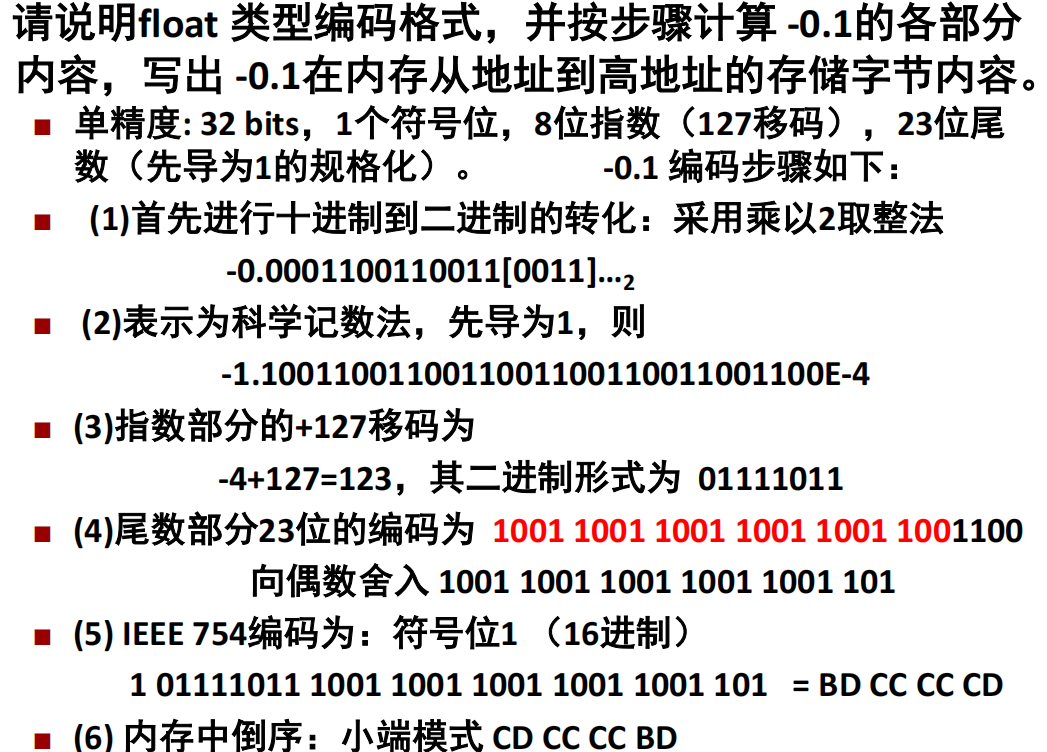 请说明float 类型编码格式，并按步骤计算 -0.1的各部分
内容，写出 -0.1在内存从地址到高地址的存储字节内容。
■ 单精度: 32 bits，1个符号位，8位指数（127移码），23位尾
数（先导为1的规格化）。 -0.1 编码步骤如下：
■ (1)首先进行十进制到二进制的转化：采用乘以2取整法
-0.0001100110011[0011]…2
■ (2)表示为科学记数法，先导为1，则
-1.100110011001100110011001100110011001100E-4
■ (3)指数部分的+127移码为
-4+127=123，其二进制形式为 01111011
■ (4)尾数部分23位的编码为 1001 1001 1001 1001 1001 1001100
向偶数舍入 1001 1001 1001 1001 1001 101
■ (5) IEEE 754编码为：符号位1 （16进制）
1 01111011 1001 1001 1001 1001 1001 101 = BD CC CC CD
■ (6) 内存中倒序：小端模式 CD CC CC BD